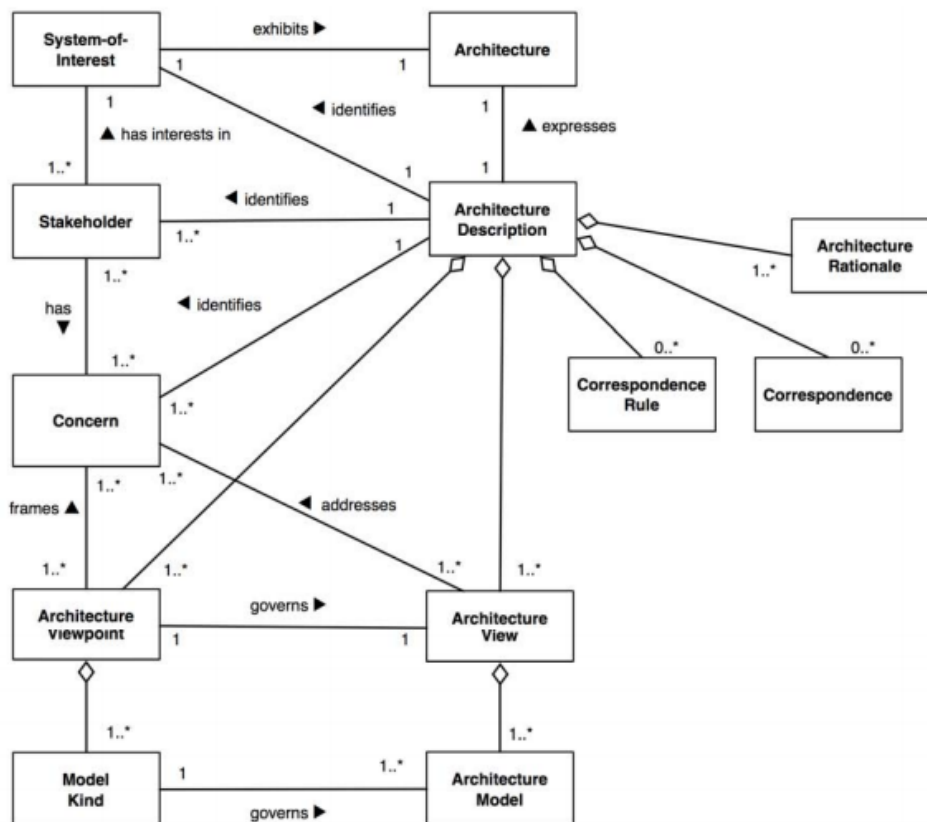 System-of-
Interest
exhibits ▶
Architecture
1
1
1
◀ identifies
1
▲ has interests in
▲ expresses
1..*
1
1
Stakeholder
◀ identifies
1
1..*
Architecture
Description
1
1..*
Architecture
Rationale
1..*
has
▼
◀ identifies
1..*
0..*
0..*
Correspondence
Rule
Correspondence
Concern
1..*
1..*
1..*
frames ▲
◀ addresses
1..*
1..*
1..*
1..*
Architecture
Viewpoint
governs ▶
1
1
Architecture
View
1..*
1..*
Model
Kind
1
1..*
governs ▶
Architecture
Model